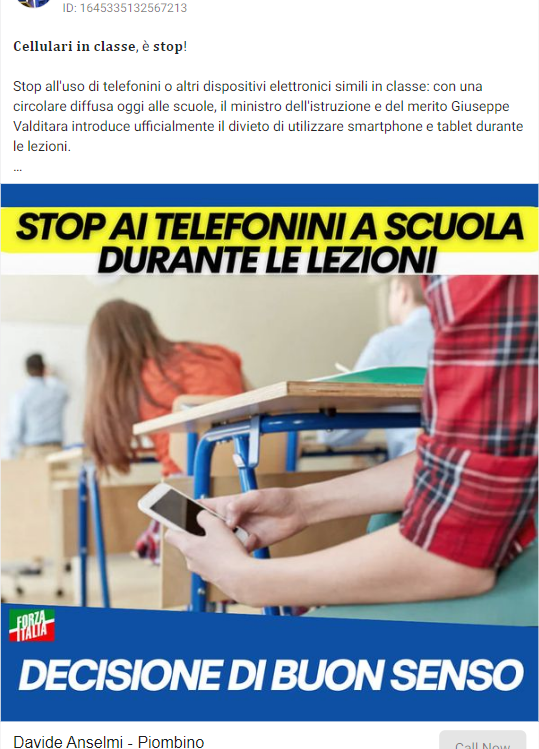 ID: 1645335132567213
Cellulari in classe, è stop!
Stop all'uso di telefonini o altri dispositivi elettronici simili in classe: con una
circolare diffusa oggi alle scuole, il ministro dell'istruzione e del merito Giuseppe
Valditara introduce ufficialmente il divieto di utilizzare smartphone e tablet durante
le lezioni.
...
STOP AI TELEFONINI A SCUOLA
DURANTE LE LEZIONI
FORZA
ITALIA
DECISIONE DI BUON SENSO
Davide Anselmi - Piombino
Call Now